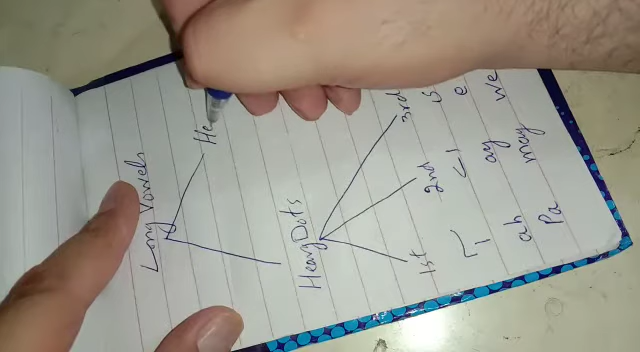 Long Vowels
He
Heavy Dots
1st 2nd 3rd
ah ay e
Pa may we